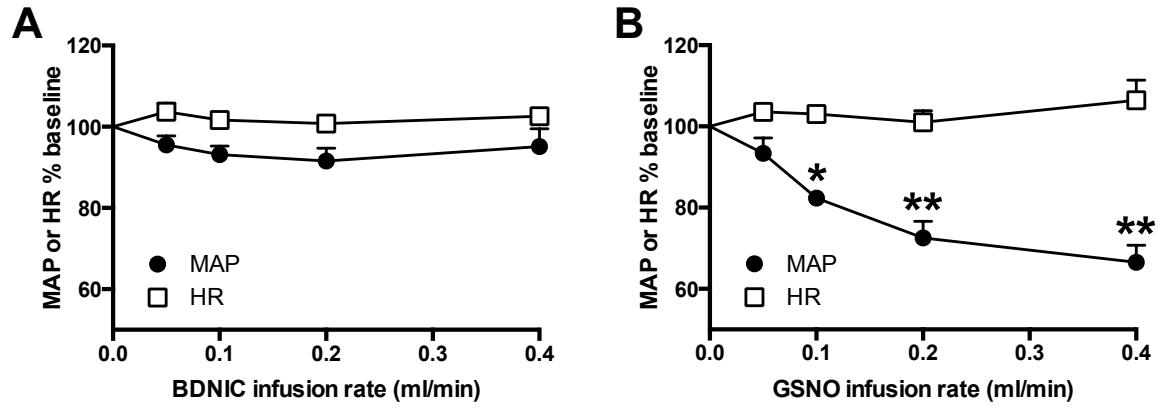 A
MAP or HR % baseline
120
100
80
60
MAP
HR
0.0 0.1 0.2 0.3 0.4
BDNIC infusion rate (ml/min)
B
MAP or HR % baseline
120
100
80
60
*
**
**
MAP
HR
0.0 0.1 0.2 0.3 0.4
GSNO infusion rate (ml/min)